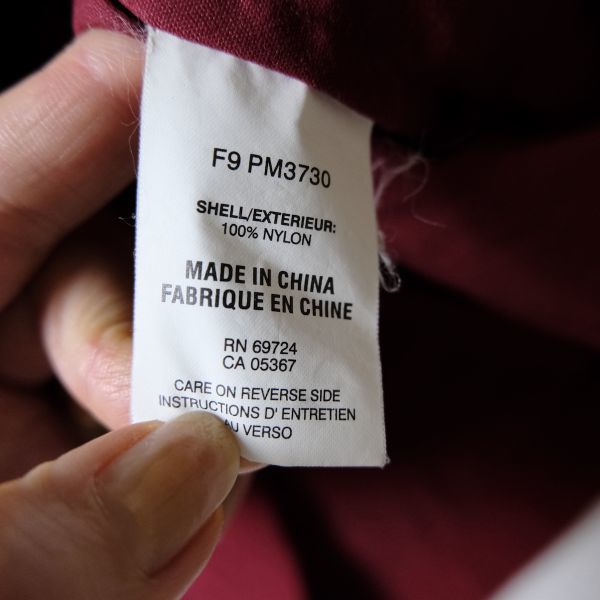 F9 PM3730
SHELL/EXTERIEUR:
100% NYLON
MADE IN CHINA
FABRIQUE EN CHINE
RN 69724
CA 05367
CARE ON REVERSE SIDE
INSTRUCTIONS D' ENTRETIEN
AU VERSO